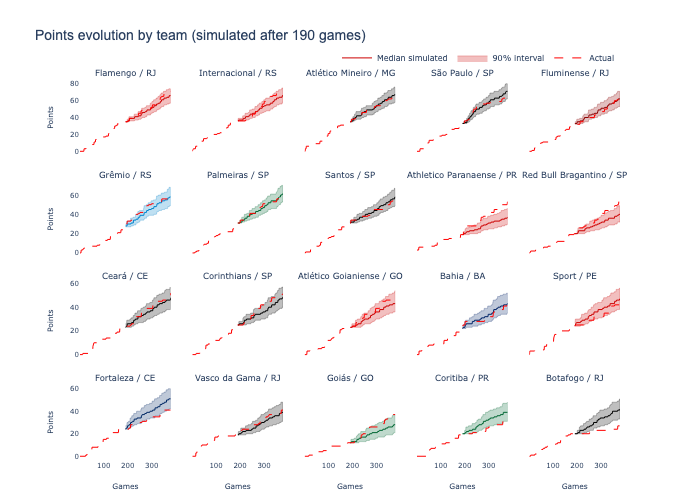 Points evolution by team (simulated after 190 games)
Median simulated 90% interval Actual
Flamengo / RJ Internacional / RS Atlético Mineiro / MG São Paulo / SP Fluminense / RJ
80
60
40
20
0
Points
Grêmio / RS Palmeiras / SP Santos / SP Athletico Paranaense / PR Red Bull Bragantino / SP
60
40
20
0
Points
Ceará / CE Corinthians / SP Atlético Goianiense / GO Bahia / BA Sport / PE
60
40
20
0
Points
Fortaleza / CE Vasco da Gama / RJ Goiás / GO Coritiba / PR Botafogo / RJ
60
40
20
0
Points
100 200 300 100 200 300 100 200 300 100 200 300 100 200 300
Games Games Games Games Games